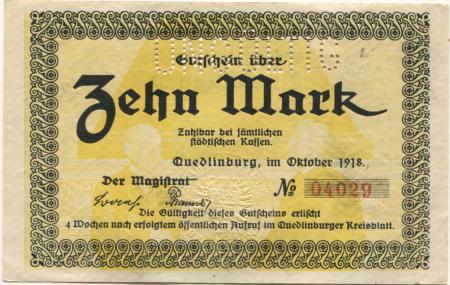 UNGÜLTIG
Gutschein über
Zehn Mark
Zahlbar bei sämtlichen
städtischen Kassen.
Quedlinburg, im Oktober 1918.
Der Magistrat
№ 04029
Die Gültigkeit dieses Gutscheins erlischt
4 Wochen nach erfolgtem öffentlichen Aufruf im Quedlinburger Kreisblatt.